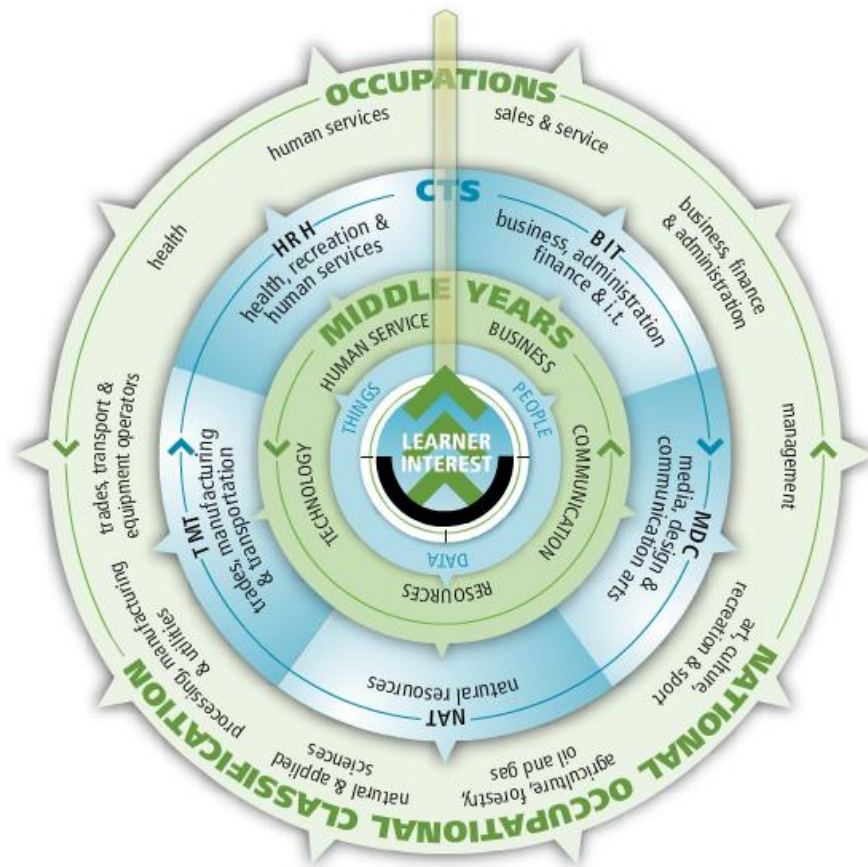 OCCUPATIONS
human services
sales & service
health
business, finance
& administration
trades, transport &
equipment operators
management
processing, manufacturing
& utilities
art, culture,
recreation & sport
natural & applied
sciences
agriculture, forestry,
oil and gas
NATIONAL OCCUPATIONAL CLASSIFICATION
CTS
HRH
health, recreation &
human services
BIT
business, administration
finance & i.t.
TMT
trades, manufacturing
& transportation
MDC
media, design &
communication arts
NAT
natural resources
MIDDLE YEARS
HUMAN SERVICE
BUSINESS
TECHNOLOGY
COMMUNICATION
RESOURCES
THINGS
PEOPLE
DATA
LEARNER
INTEREST